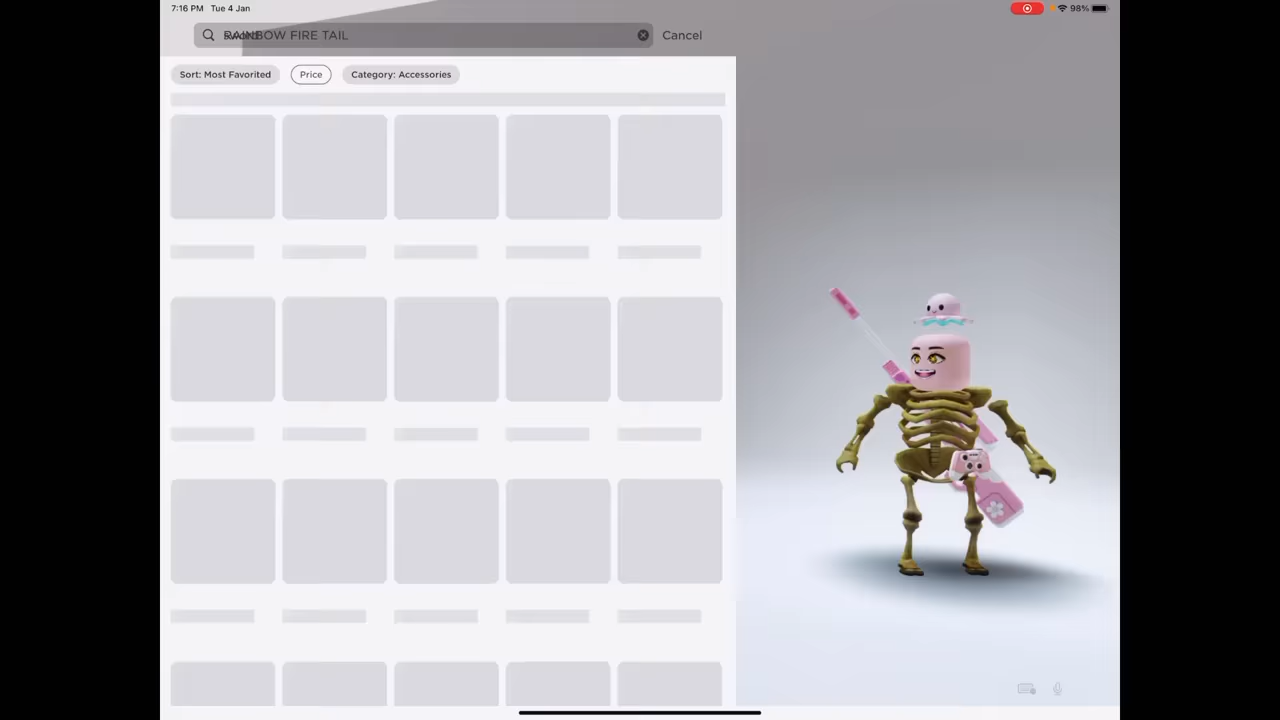 7:16 PM Tue 4 Jan
98%
RAINBOW FIRE TAIL
Cancel
Sort: Most Favorited
Price
Category: Accessories